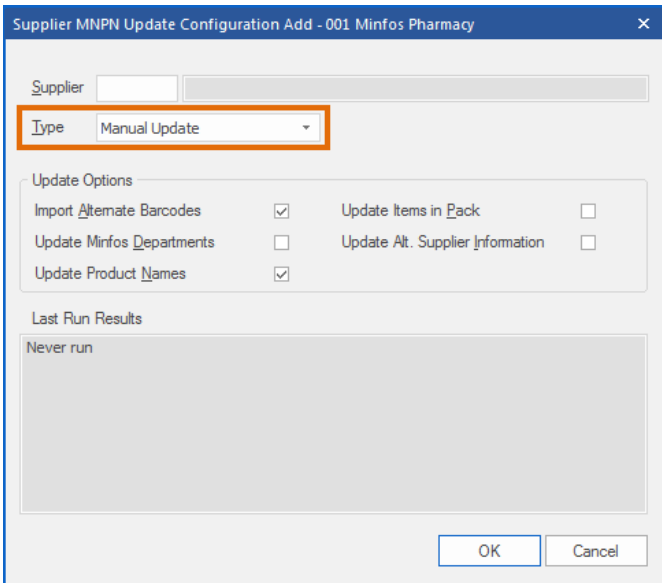 Supplier MNPN Update Configuration Add - 001 Minfos Pharmacy
Supplier
Type Manual Update
Update Options
Import Alternate Barcodes Update Items in Pack
Update Minfos Departments Update Alt. Supplier Information
Update Product Names
Last Run Results
Never run
OK Cancel